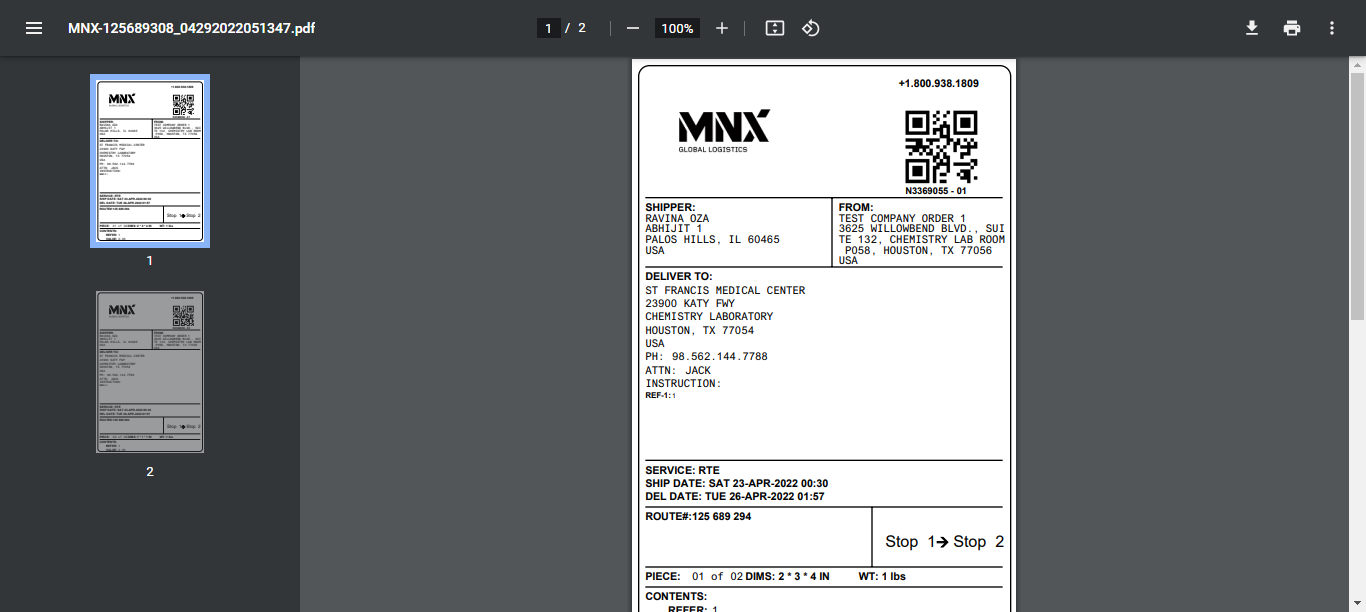 MNX-125689308_04292022051347.pdf
1 / 2
100%
1
2
+1.800.938.1809
MNX
GLOBAL LOGISTICS
N3369055 - 01
SHIPPER:
RAVINA OZA
ABHIJIT 1
PALOS HILLS, IL 60465
USA
FROM:
TEST COMPANY ORDER 1
3625 WILLOWBEND BLVD., SUI
TE 132, CHEMISTRY LAB ROOM
P058, HOUSTON, TX 77056
USA
DELIVER TO:
ST FRANCIS MEDICAL CENTER
23900 KATY FWY
CHEMISTRY LABORATORY
HOUSTON, TX 77054
USA
PH: 98.562.144.7788
ATTN: JACK
INSTRUCTION:
REF-1:1
SERVICE: RTE
SHIP DATE: SAT 23-APR-2022 00:30
DEL DATE: TUE 26-APR-2022 01:57
ROUTE#:125 689 294
Stop 1➔ Stop 2
PIECE: 01 of 02 DIMS: 2 * 3 * 4 IN WT: 1 lbs
CONTENTS:
REFER: 1